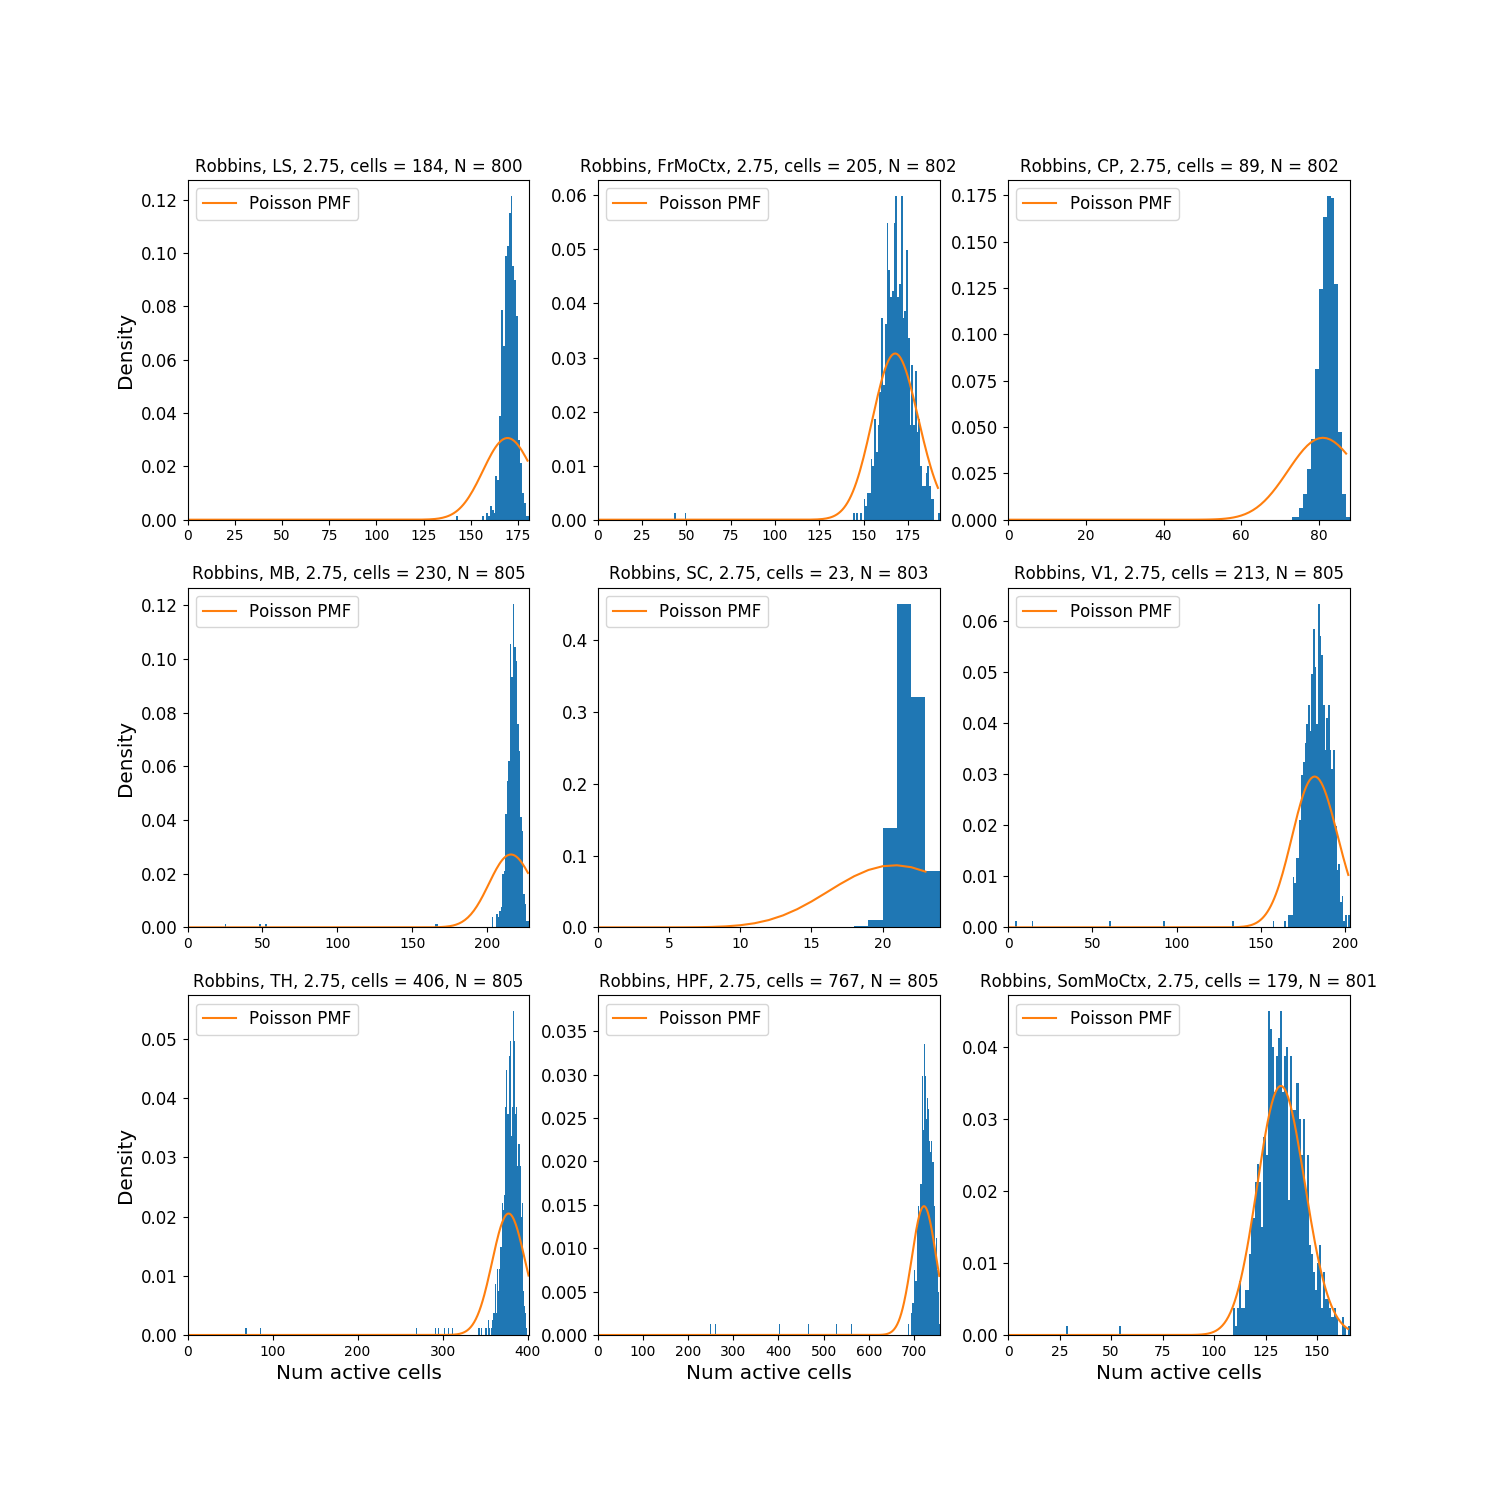 Robbins, LS, 2.75, cells = 184, N = 800
Robbins, FrMoCtx, 2.75, cells = 205, N = 802
Robbins, CP, 2.75, cells = 89, N = 802
Poisson PMF
Poisson PMF
Poisson PMF
Density
0.12
0.10
0.08
0.06
0.04
0.02
0.00
0 25 50 75 100 125 150 175
0.06
0.05
0.04
0.03
0.02
0.01
0.00
0 25 50 75 100 125 150 175
0.175
0.150
0.125
0.100
0.075
0.050
0.025
0.000
0 20 40 60 80
Robbins, MB, 2.75, cells = 230, N = 805
Robbins, SC, 2.75, cells = 23, N = 803
Robbins, V1, 2.75, cells = 213, N = 805
Poisson PMF
Poisson PMF
Poisson PMF
Density
0.12
0.10
0.08
0.06
0.04
0.02
0.00
0 50 100 150 200
0.4
0.3
0.2
0.1
0.0
0 5 10 15 20
0.06
0.05
0.04
0.03
0.02
0.01
0.00
0 50 100 150 200
Robbins, TH, 2.75, cells = 406, N = 805
Robbins, HPF, 2.75, cells = 767, N = 805
Robbins, SomMoCtx, 2.75, cells = 179, N = 801
Poisson PMF
Poisson PMF
Poisson PMF
Density
0.05
0.04
0.03
0.02
0.01
0.00
0 100 200 300 400
Num active cells
0.035
0.030
0.025
0.020
0.015
0.010
0.005
0.000
0 100 200 300 400 500 600 700
Num active cells
0.04
0.03
0.02
0.01
0.00
0 25 50 75 100 125 150
Num active cells